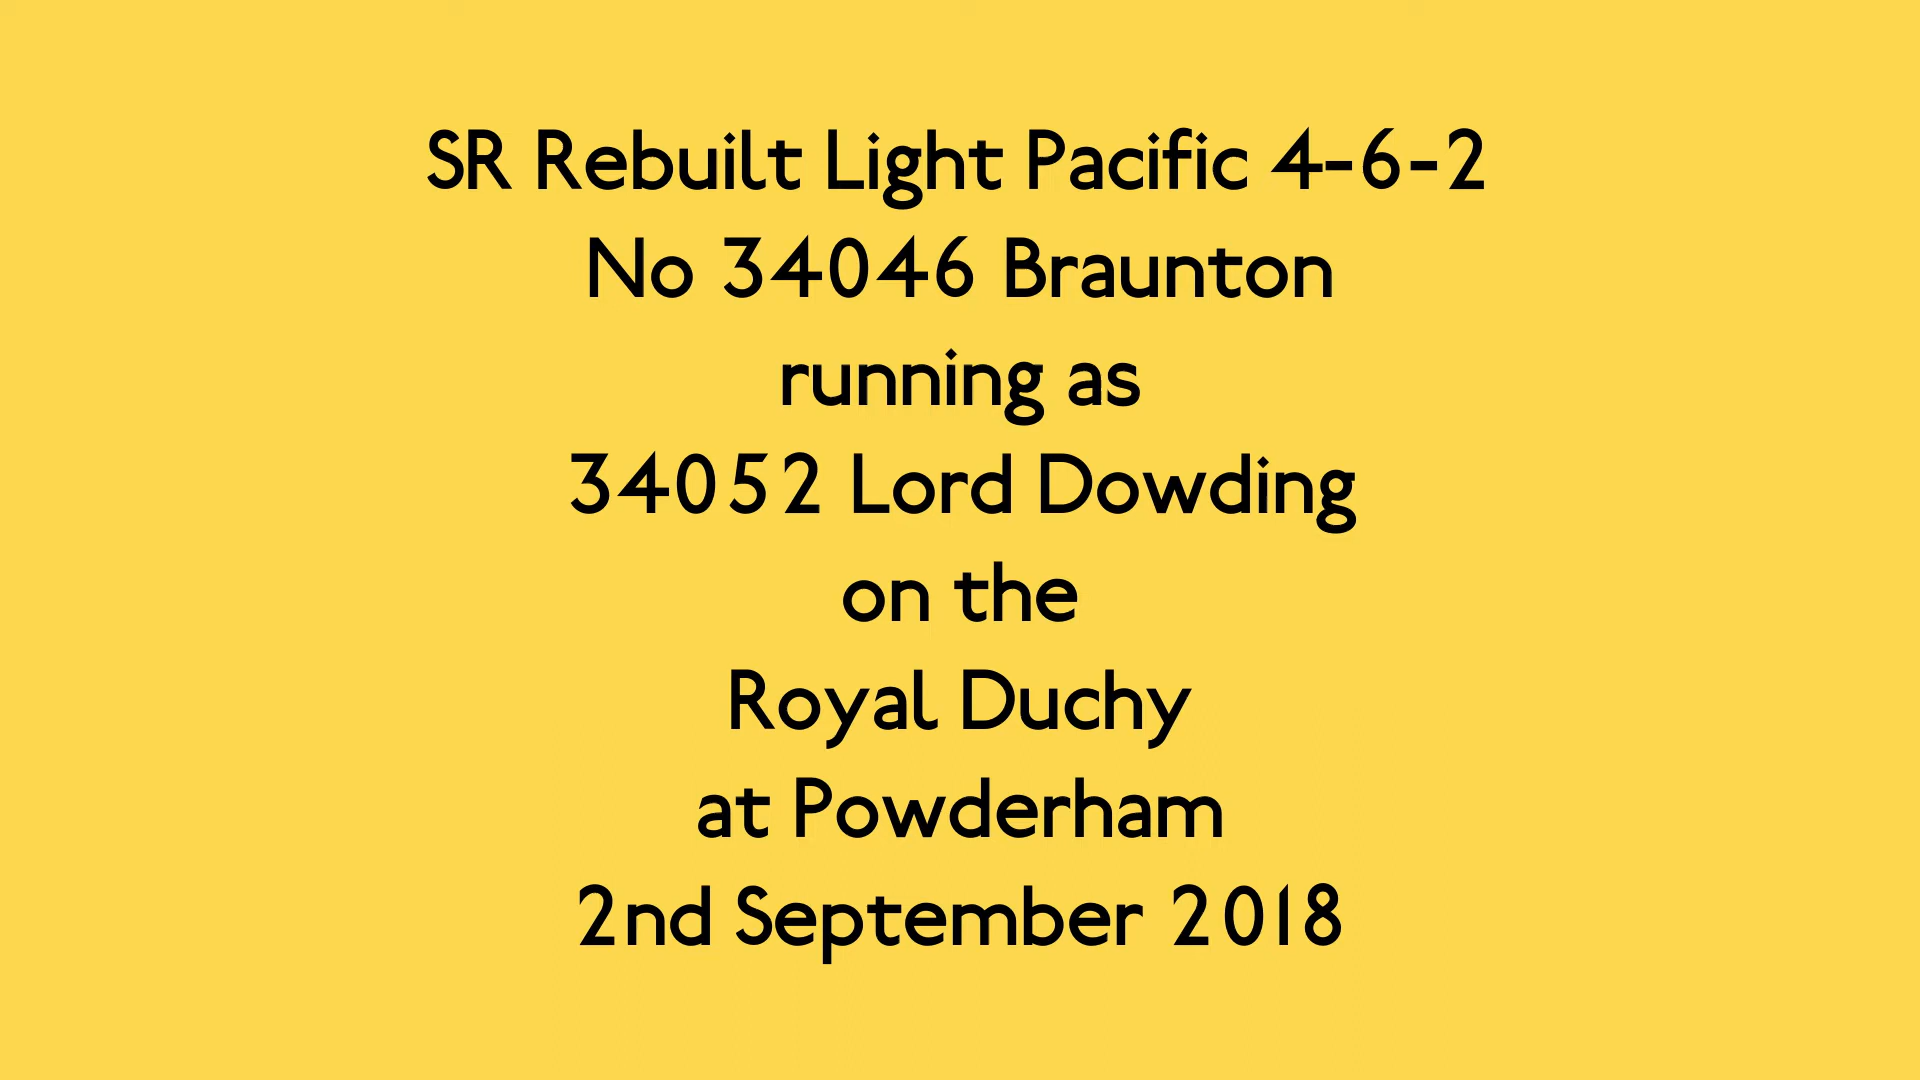 SR Rebuilt Light Pacific 4-6-2
No 34046 Braunton
running as
34052 Lord Dowding
on the
Royal Duchy
at Powderham
2nd September 2018